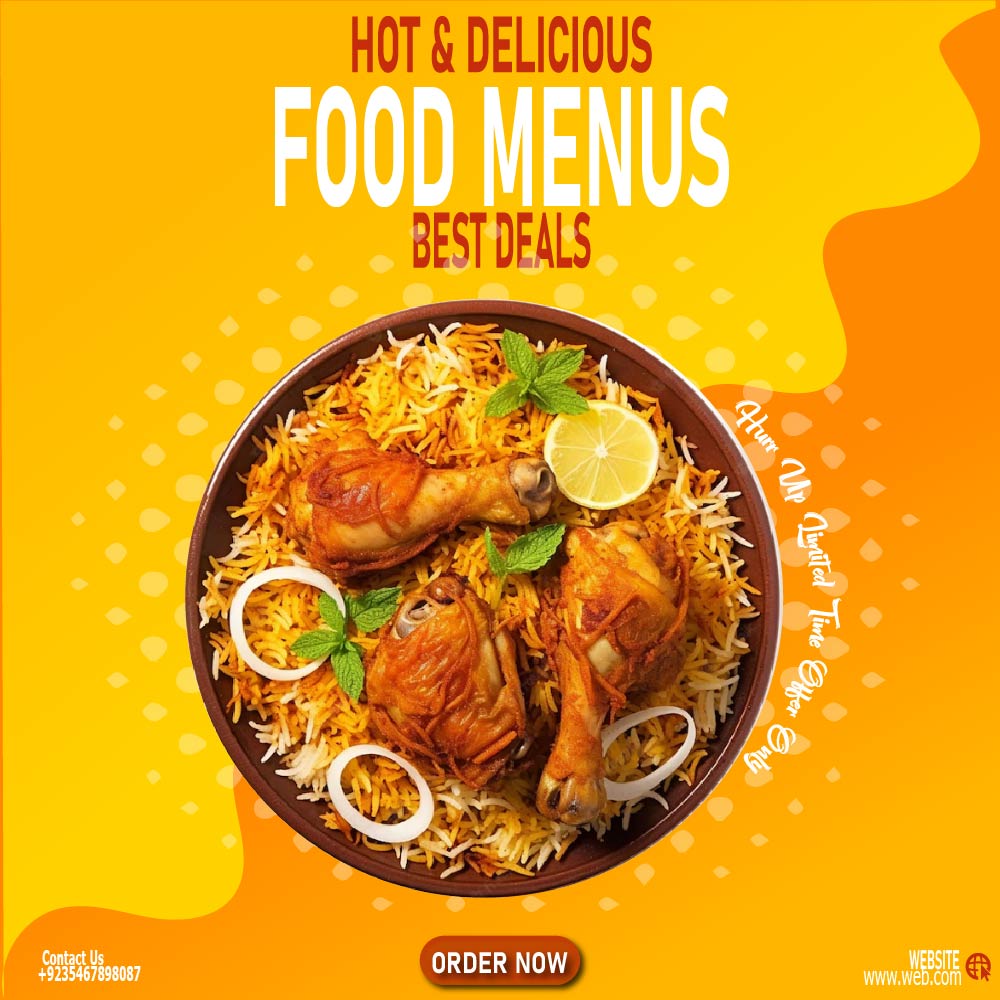 HOT & DELICIOUS
FOOD MENUS
BEST DEALS
Hurr Up Limited Time Offer Only
ORDER NOW
Contact Us
+9235467898087
WEBSITE
www.web.com